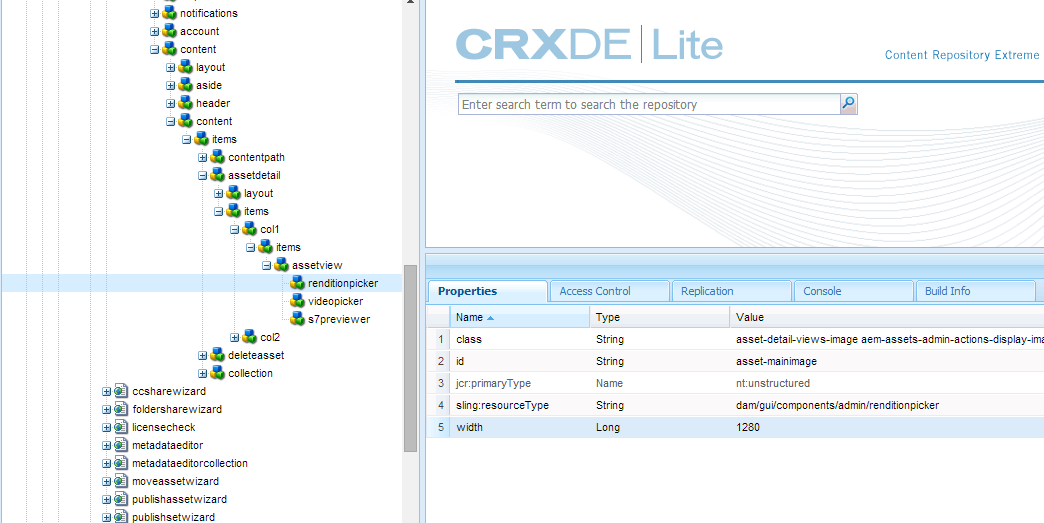 notifications
account
content
layout
aside
header
content
items
contentpath
assetdetail
layout
items
col1
items
assetview
renditionpicker
videopicker
s7previewer
col2
deleteasset
collection
ccsharewizard
foldersharewizard
licensecheck
metadataeditor
metadataeditorcollection
moveassetwizard
publishassetwizard
publishsetwizard
CRXDE | Lite
Content Repository Extreme
Enter search term to search the repository
Properties Access Control Replication Console Build Info
Name Type Value
1 class String asset-detail-views-image aem-assets-admin-actions-display-ima
2 id String asset-mainimage
3 jcr:primaryType Name nt:unstructured
4 sling:resourceType String dam/gui/components/admin/renditionpicker
5 width Long 1280